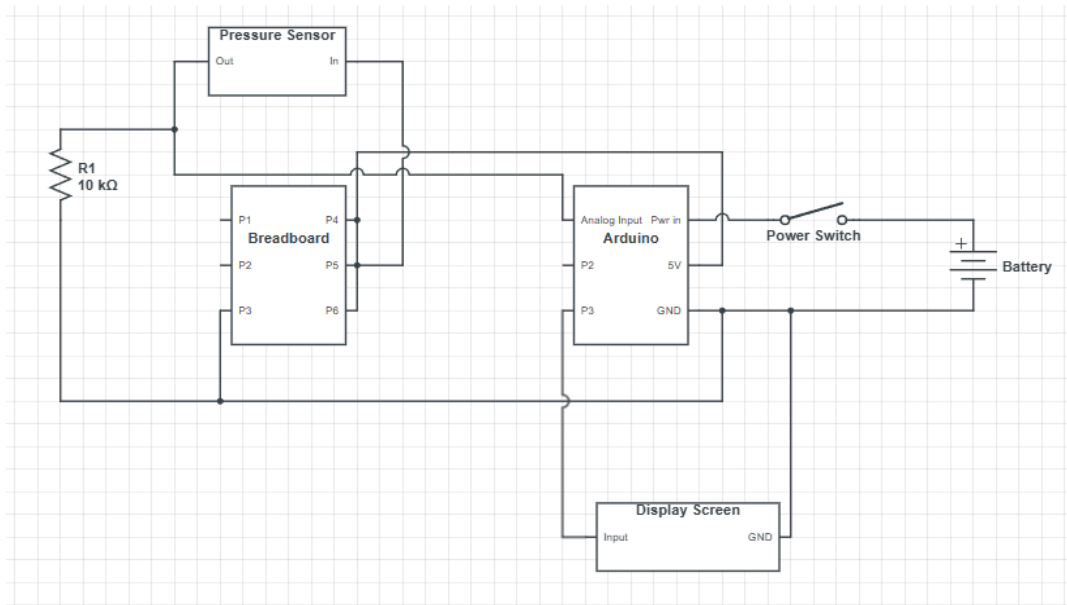 Pressure Sensor
Out In
R1
10 kΩ
P1 P4
Breadboard
P2 P5
P3 P6
Analog Input Pwr in
Arduino
P2 5V
P3 GND
Power Switch
+
Battery
Display Screen
Input GND